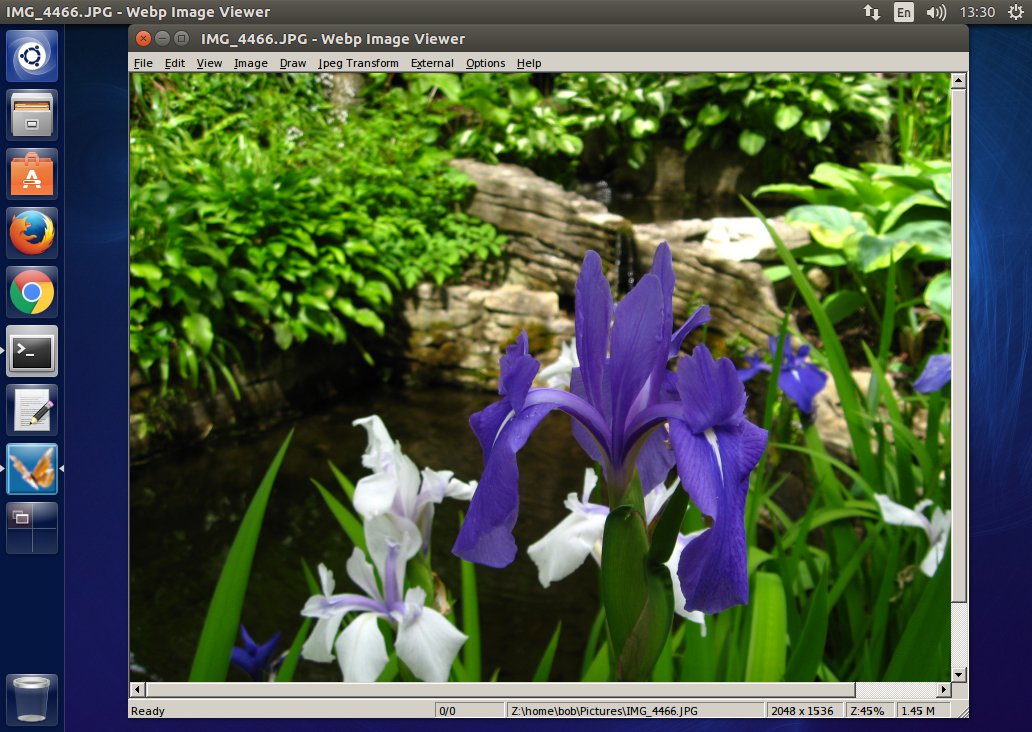 IMG_4466.JPG - Webp Image Viewer En 13:30
IMG_4466.JPG - Webp Image Viewer
File Edit View Image Draw Jpeg Transform External Options Help
Ready 0/0 Z:\home\bob\Pictures\IMG_4466.JPG 2048 x 1536 Z:45% 1.45 M